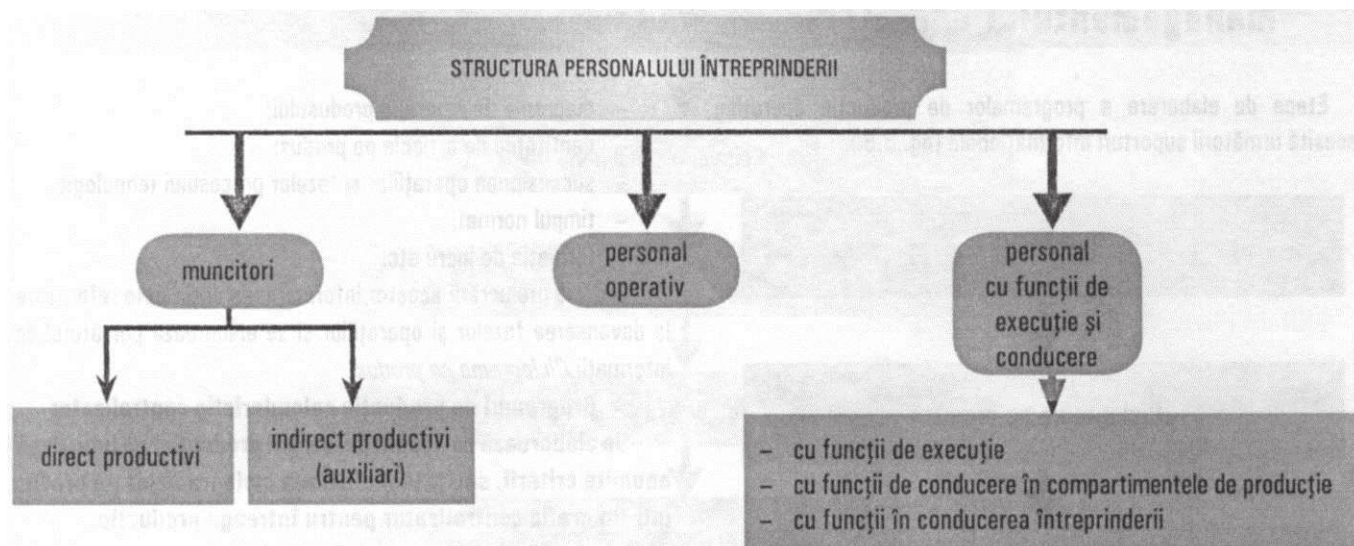 STRUCTURA PERSONALULUI ÎNTREPRINDERII
muncitori
personal
operativ
personal
cu funcții de
execuție și
conducere
direct productivi
indirect productivi
(auxiliari)
– cu funcții de execuție
– cu funcții de conducere în compartimentele de producție
– cu funcții în conducerea întreprinderii